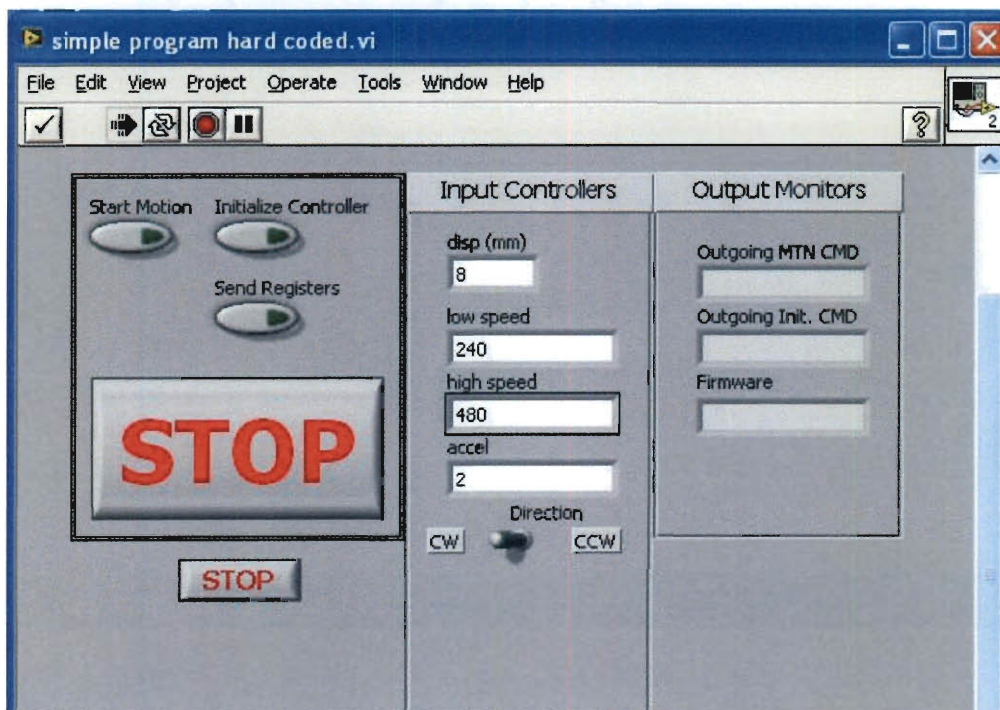 simple program hard coded.vi
File Edit View Project Operate Tools Window Help
?
2
Start Motion Initialize Controller
Send Registers
STOP
STOP
Input Controllers
disp (mm)
8
low speed
240
high speed
480
accel
2
Direction
CW CCW
Output Monitors
Outgoing MTN CMD
Outgoing Init. CMD
Firmware